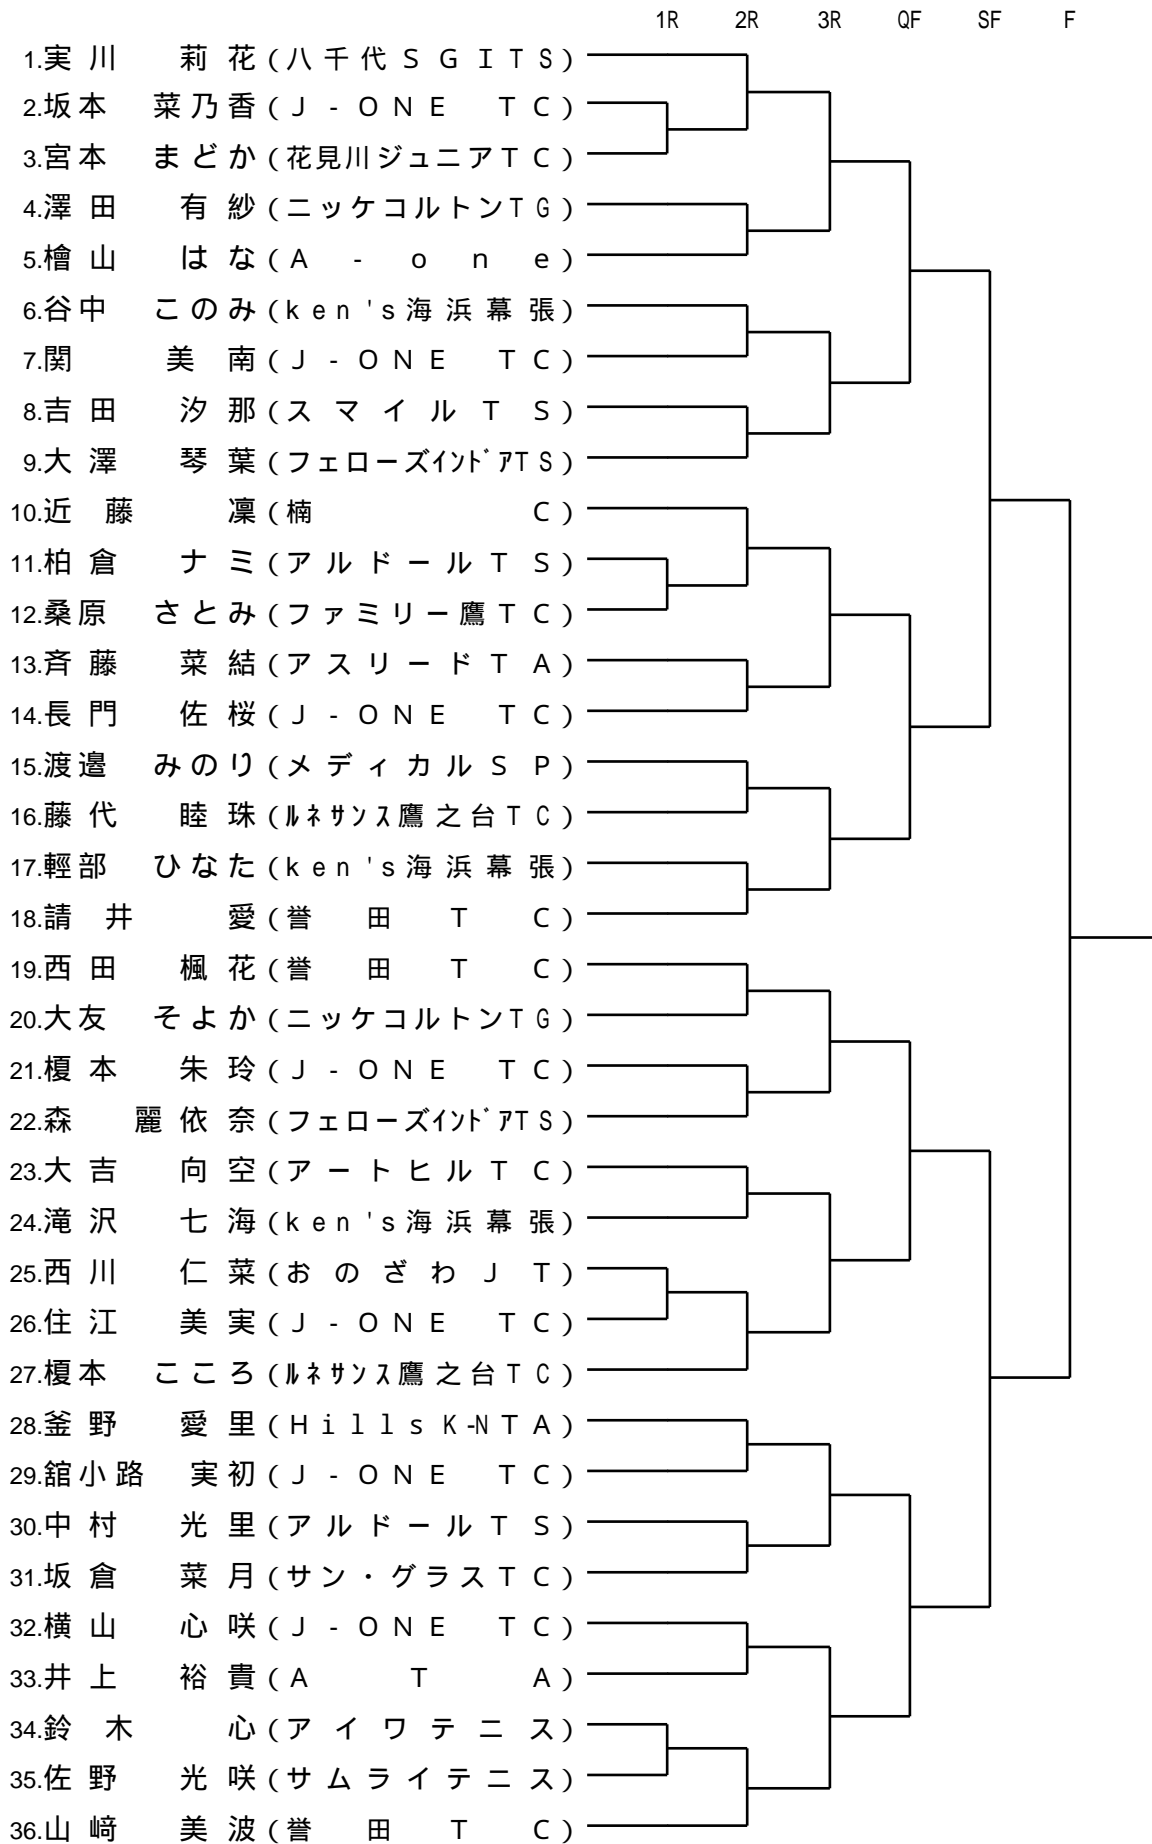 1R 2R 3R QF SF F
1.実川 莉花(八千代SGITS)
2.坂本 菜乃香(J-ONE TC)
3.宮本 まどか(花見川ジュニアTC)
4.澤田 有紗(ニッケコルトンTG)
5.檜山 はな(A-one)
6.谷中 このみ(ken's海浜幕張)
7.関 美南(J-ONE TC)
8.吉田 汐那(スマイルTS)
9.大澤 琴葉(フェローズインドアTS)
10.近藤 凜(楠 C)
11.柏倉 ナミ(アルドールTS)
12.桑原 さとみ(ファミリー鷹TC)
13.斉藤 菜結(アスリードTA)
14.長門 佐桜(J-ONE TC)
15.渡邉 みのり(メディカルSP)
16.藤代 睦珠(ルネサンス鷹之台TC)
17.輕部 ひなた(ken's海浜幕張)
18.請井 愛(誉田TC)
19.西田 楓花(誉田TC)
20.大友 そよか(ニッケコルトンTG)
21.榎本 朱玲(J-ONE TC)
22.森 麗依奈(フェローズインドアTS)
23.大吉 向空(アートヒルTC)
24.滝沢 七海(ken's海浜幕張)
25.西川 仁菜(おのざわJT)
26.住江 美実(J-ONE TC)
27.榎本 こころ(ルネサンス鷹之台TC)
28.釜野 愛里(HillsK-NTA)
29.舘小路 実初(J-ONE TC)
30.中村 光里(アルドールTS)
31.坂倉 菜月(サン・グラスTC)
32.横山 心咲(J-ONE TC)
33.井上 裕貴(ATA)
34.鈴木 心(アイワテニス)
35.佐野 光咲(サムライテニス)
36.山﨑 美波(誉田TC)